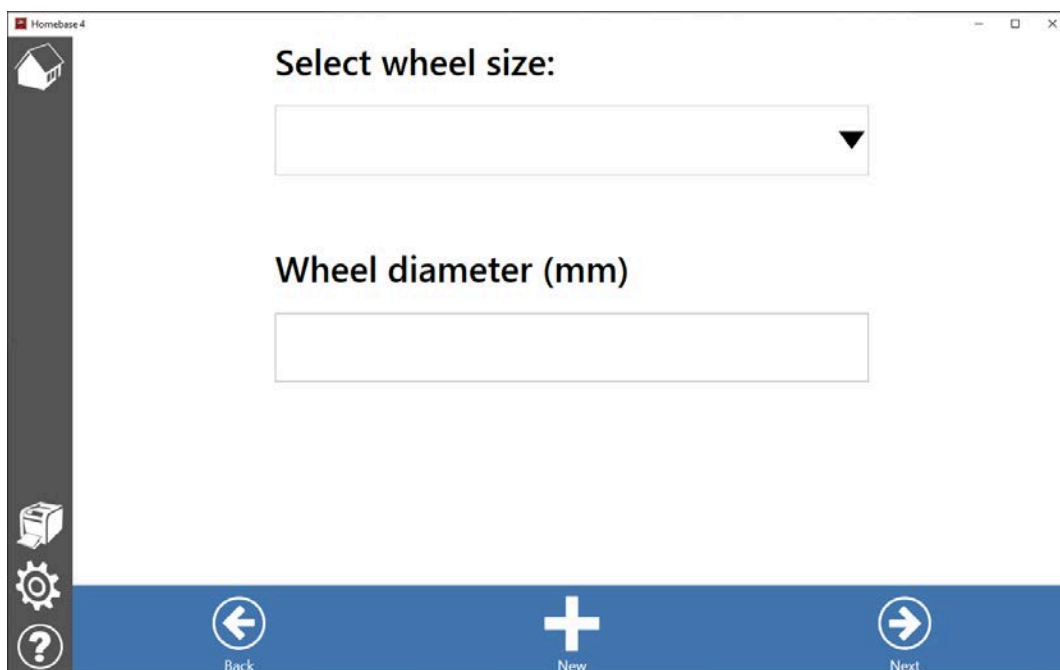 Homebase 4
Select wheel size:
Wheel diameter (mm)
Back
New
Next